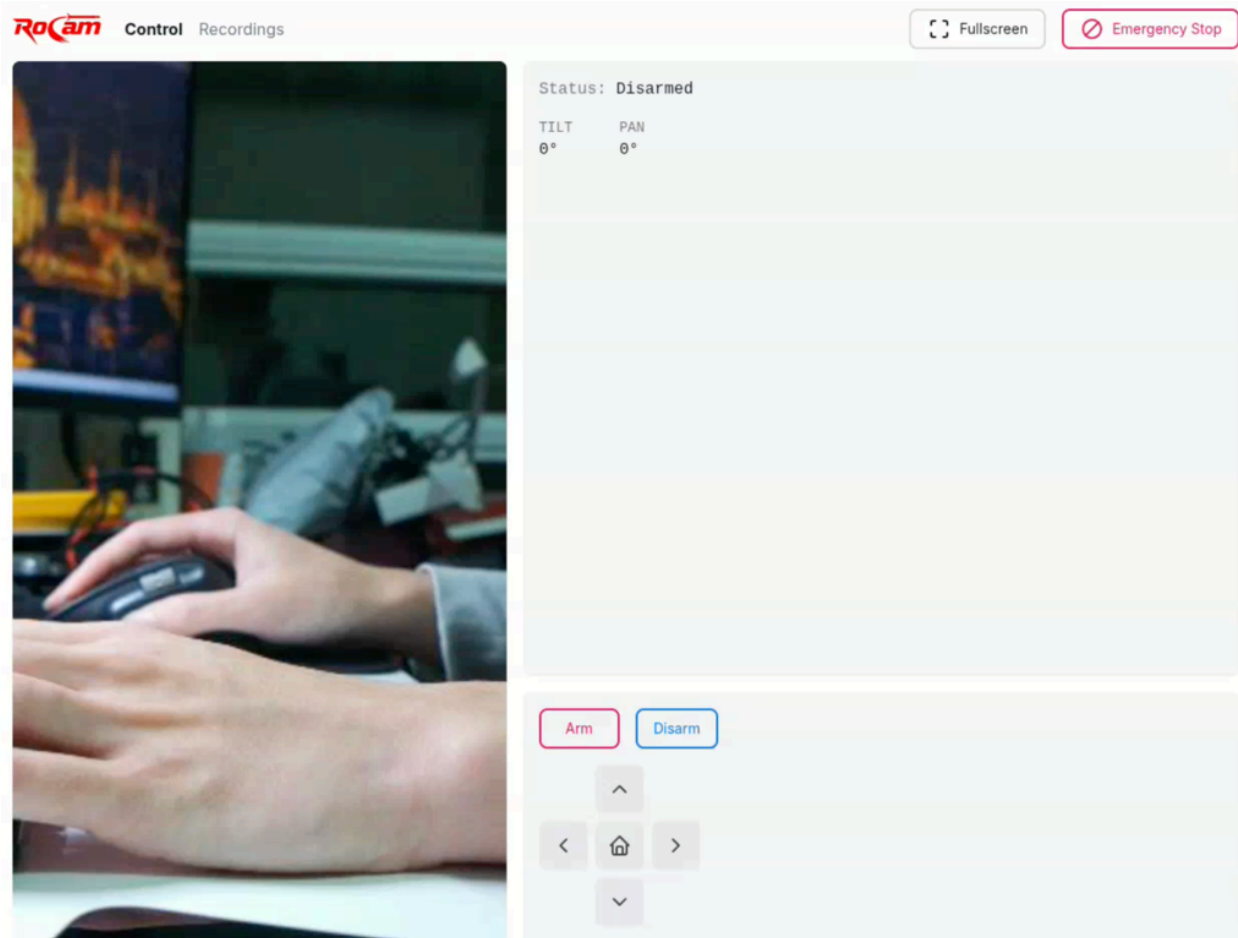 RoCam Control Recordings Fullscreen Emergency Stop
Status: Disarmed
TILT PAN
0° 0°
Arm Disarm